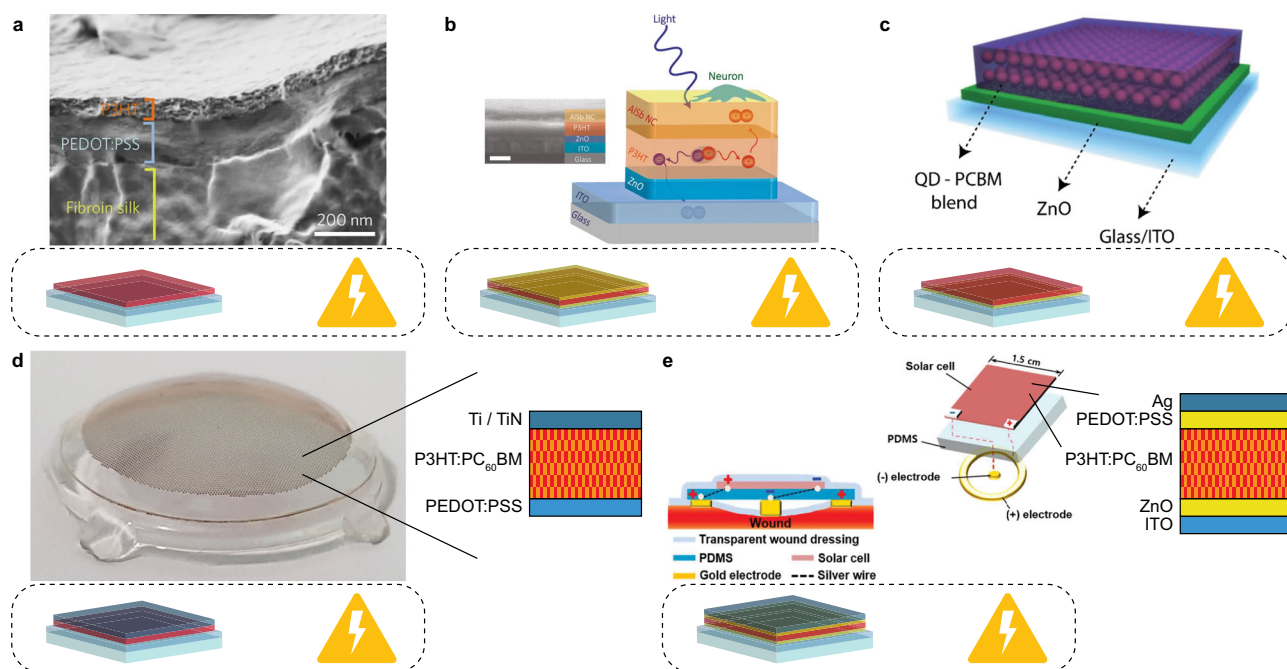 a
P3HT
PEDOT:PSS
Fibroin silk
200 nm
b
Light
Neuron
AlSb NC
P3HT
ZnO
ITO
Glass
AlSb NC
P3HT
ZnO
ITO
Glass
c
QD - PCBM
blend
ZnO
Glass/ITO
d
Ti / TiN
P3HT:PC60BM
PEDOT:PSS
e
Solar cell
1.5 cm
-
+
PDMS
(-) electrode
(+) electrode
Ag
PEDOT:PSS
P3HT:PC60BM
ZnO
ITO
+ -
+ - +
Wound
Transparent wound dressing
PDMS
Solar cell
Gold electrode
Silver wire